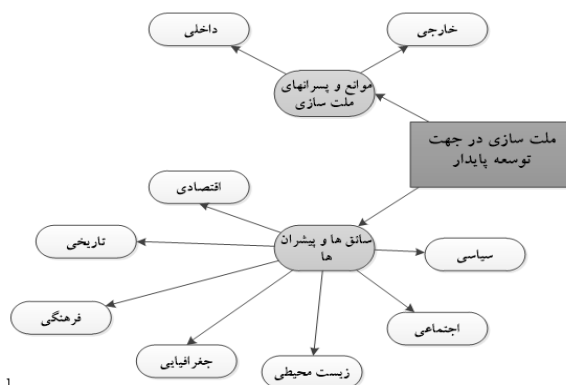 خارجی
داخلی
موانع و پسرانهای
ملت سازی
ملت سازی در جهت
توسعه پایدار
اقتصادی
سائق ها و پیشران
ها
تاریخی
سیاسی
فرهنگی
اجتماعی
جغرافیایی
زیست محیطی